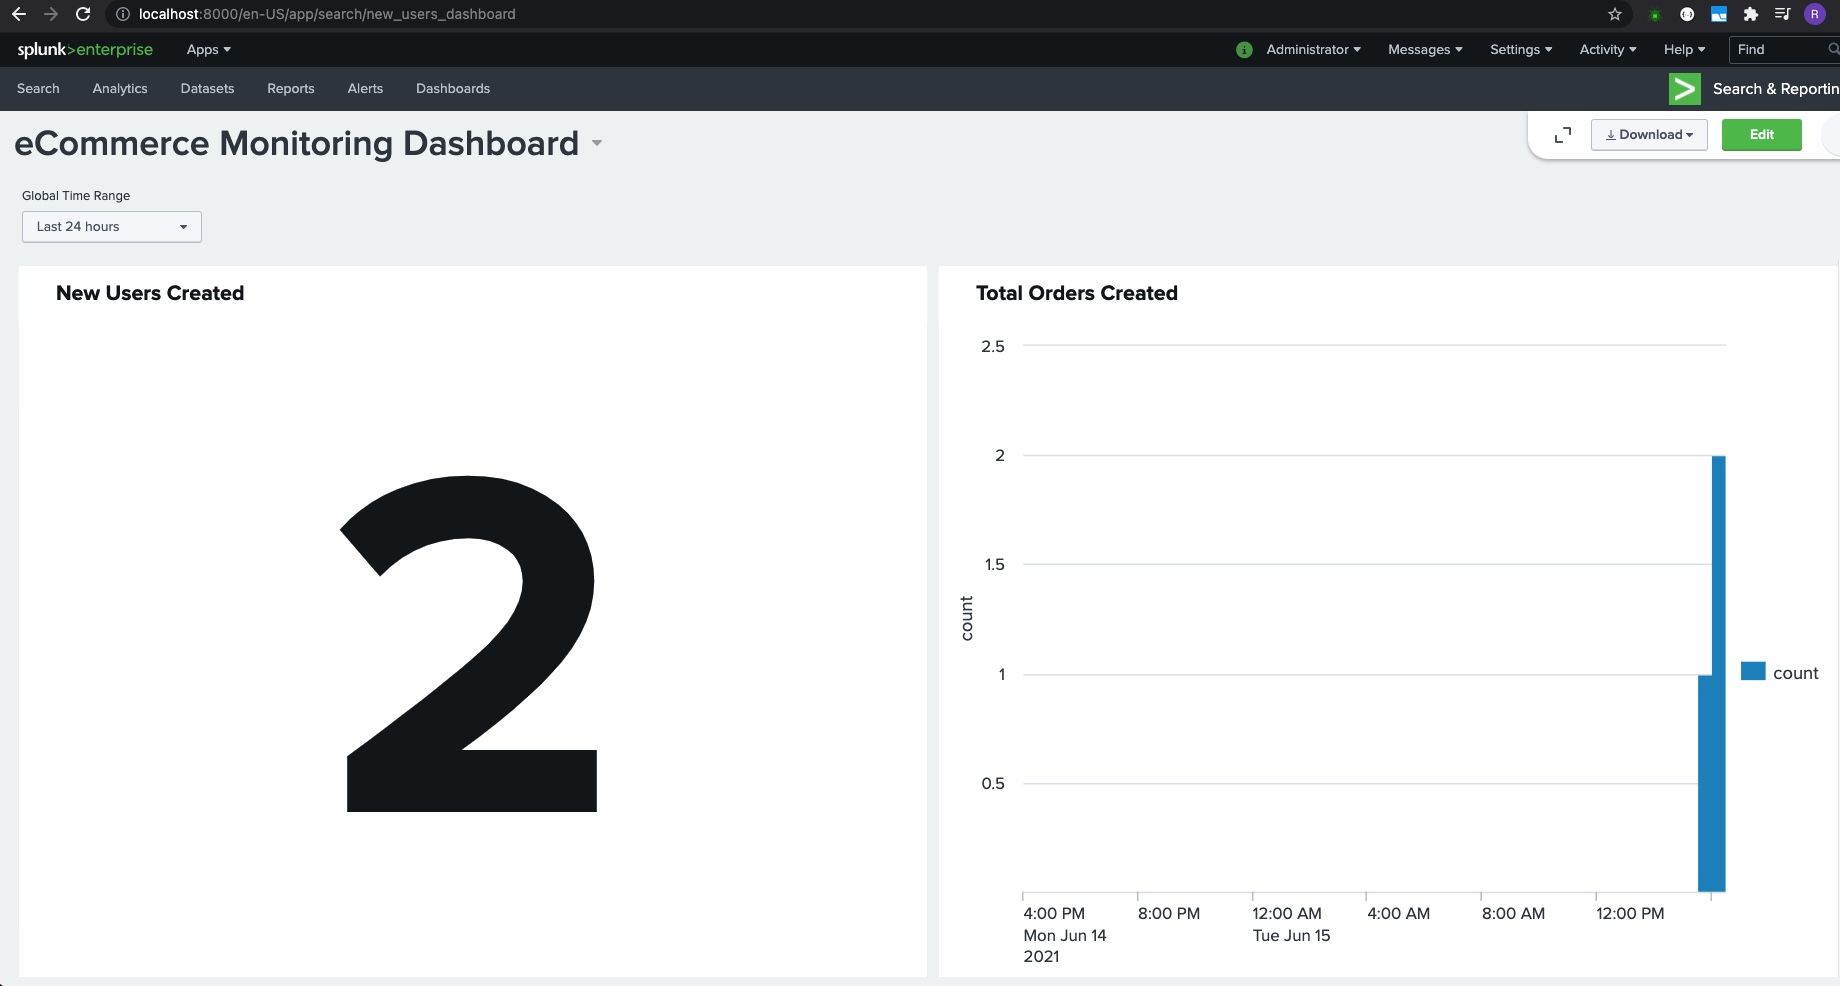 localhost:8000/en-US/app/search/new_users_dashboard
R
splunk>enterprise Apps
i Administrator Messages Settings Activity Help Find
Search Analytics Datasets Reports Alerts Dashboards
> Search & Reportin
eCommerce Monitoring Dashboard
Download Edit
Global Time Range
Last 24 hours
New Users Created
2
Total Orders Created
2.5
2
1.5
1
0.5
count
count
4:00 PM 8:00 PM 12:00 AM 4:00 AM 8:00 AM 12:00 PM
Mon Jun 14 Tue Jun 15
2021